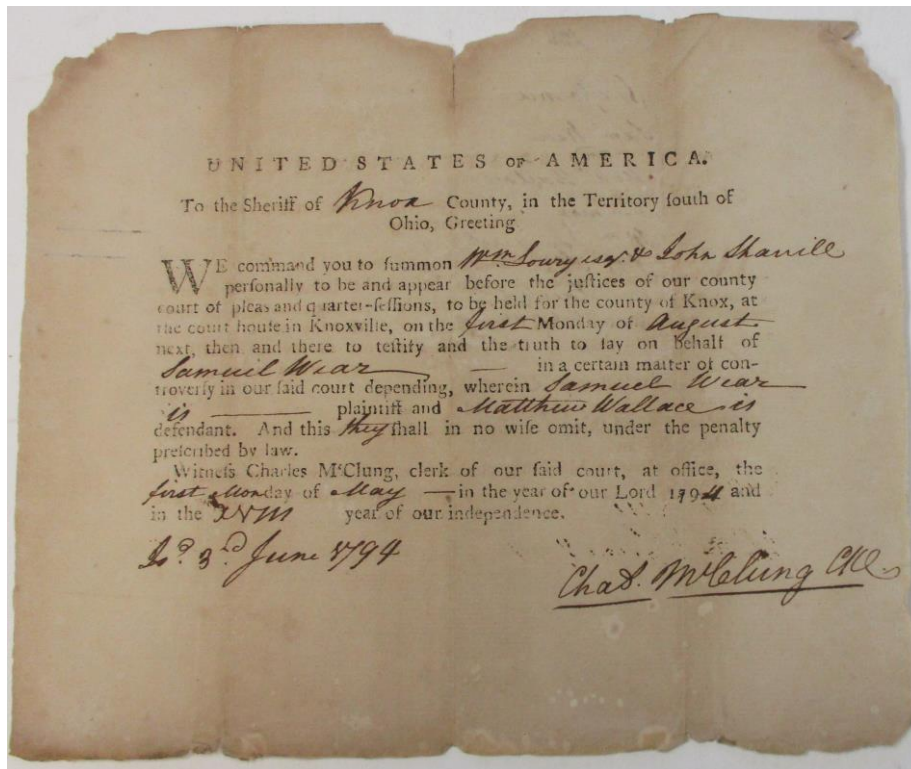 UNITED STATES OF AMERICA.
To the Sheriff of Knox County, in the Territory ſouth of
Ohio, Greeting
WE command you to ſummon Wm Lowry esqr. & John Shavill
perſonally to be and appear before the juſtices of our county
court of pleas and quarter-ſeſſions, to be held for the county of Knox, at
the court houſe in Knoxville, on the first Monday of August
next, then and there to teſtify and the truth to ſay on behalf of
Samuel Wear — in a certain matter of con-
troverſy in our ſaid court depending, wherein Samuel Wear
is — plaintiff and Matthew Wallace is
defendant. And this they ſhall in no wiſe omit, under the penalty
preſcribed by law.
Witneſs Charles McClung, clerk of our ſaid court, at office, the
first Monday of May — in the year of our Lord 1794 and
in the XVIII year of our independence.
Isd. 3d. June 1794
Chas. McClung CKC